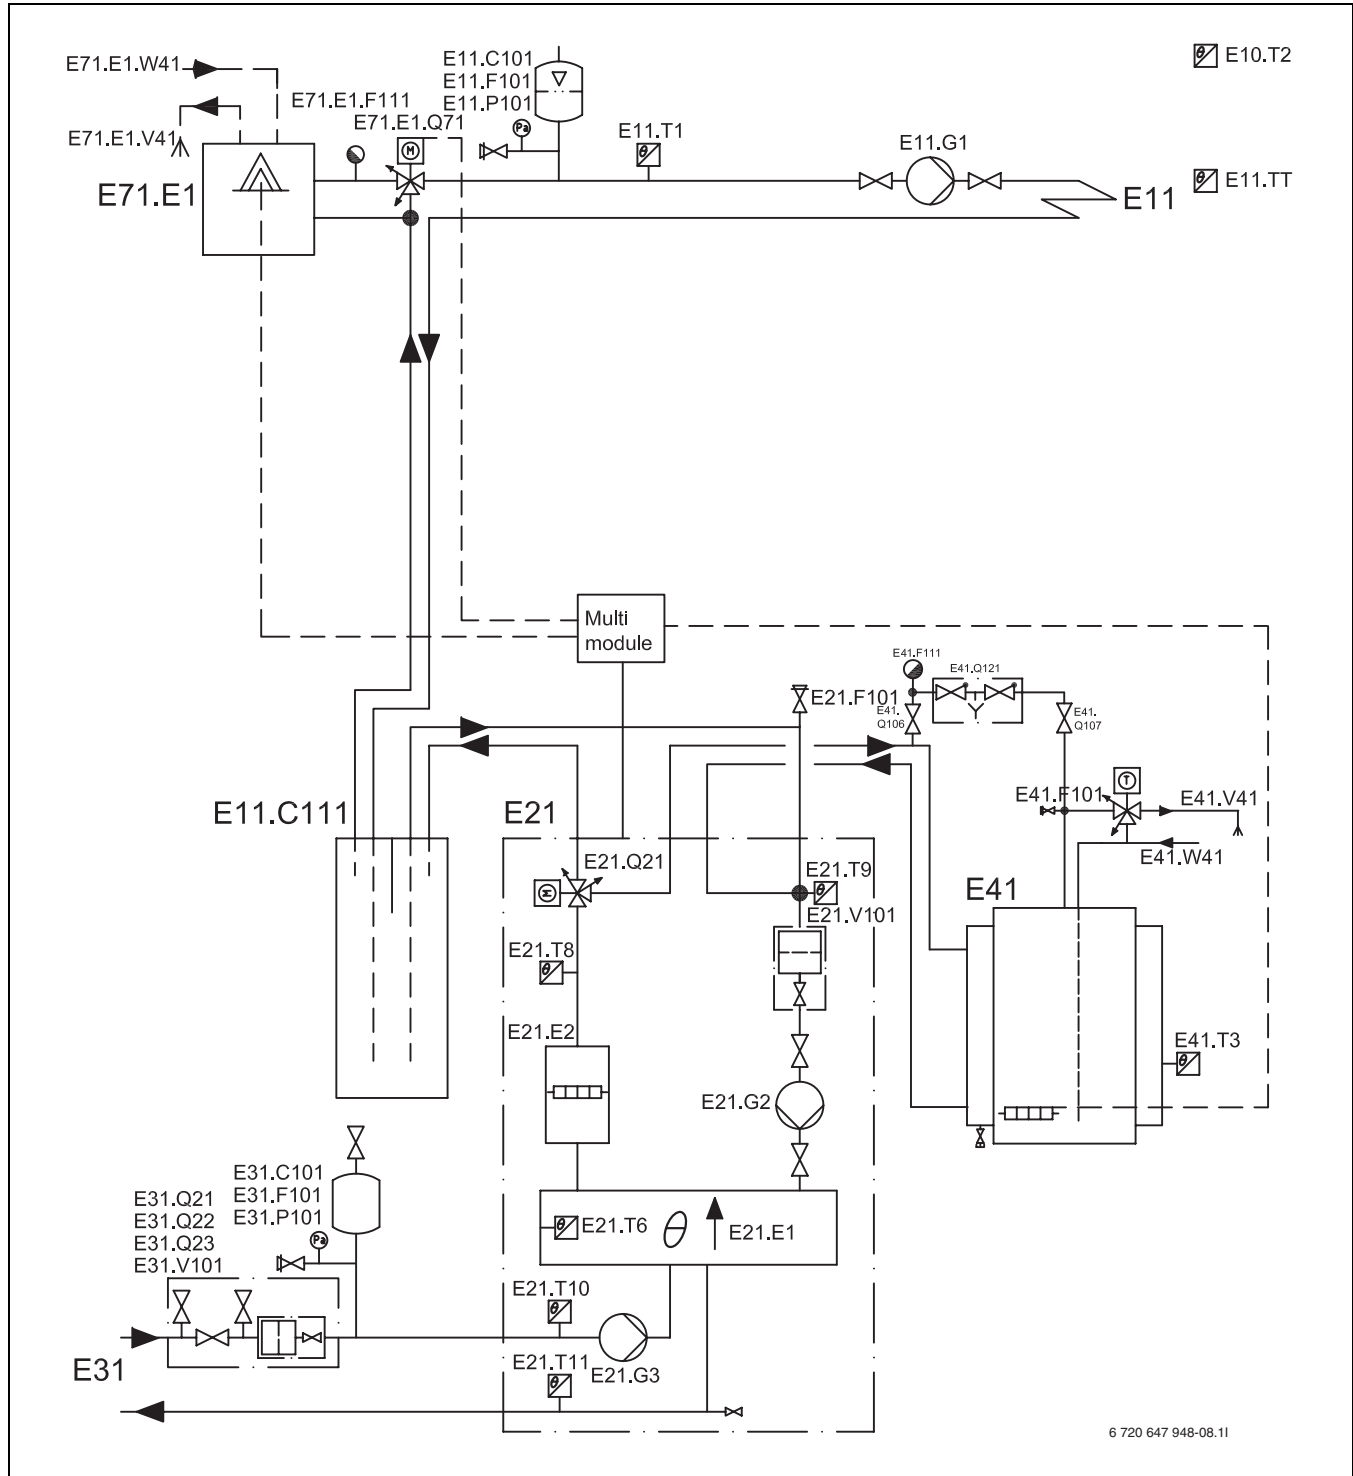 E71.E1.W41
E71.E1.V41
E71.E1
E71.E1.F111
E71.E1.Q71
M
E11.C101
E11.F101
E11.P101
Pa
E11.T1
θ
E11.G1
E11
θ E10.T2
θ E11.TT
Multi
module
E21.F101
E41.F111
E41.Q121
E41.
Q106
E41.
Q107
E11.C111
E21
E21.Q21
M
E21.T9
θ
E21.V101
E41.F101
T
E41.V41
E41.W41
E41
E21.T8
θ
E21.E2
E21.G2
E41.T3
θ
E31.C101
E31.F101
E31.P101
Pa
E31.Q21
E31.Q22
E31.Q23
E31.V101
θ E21.T6
E21.E1
E21.T10
θ
E31
E21.T11
θ
E21.G3
6 720 647 948-08.1I